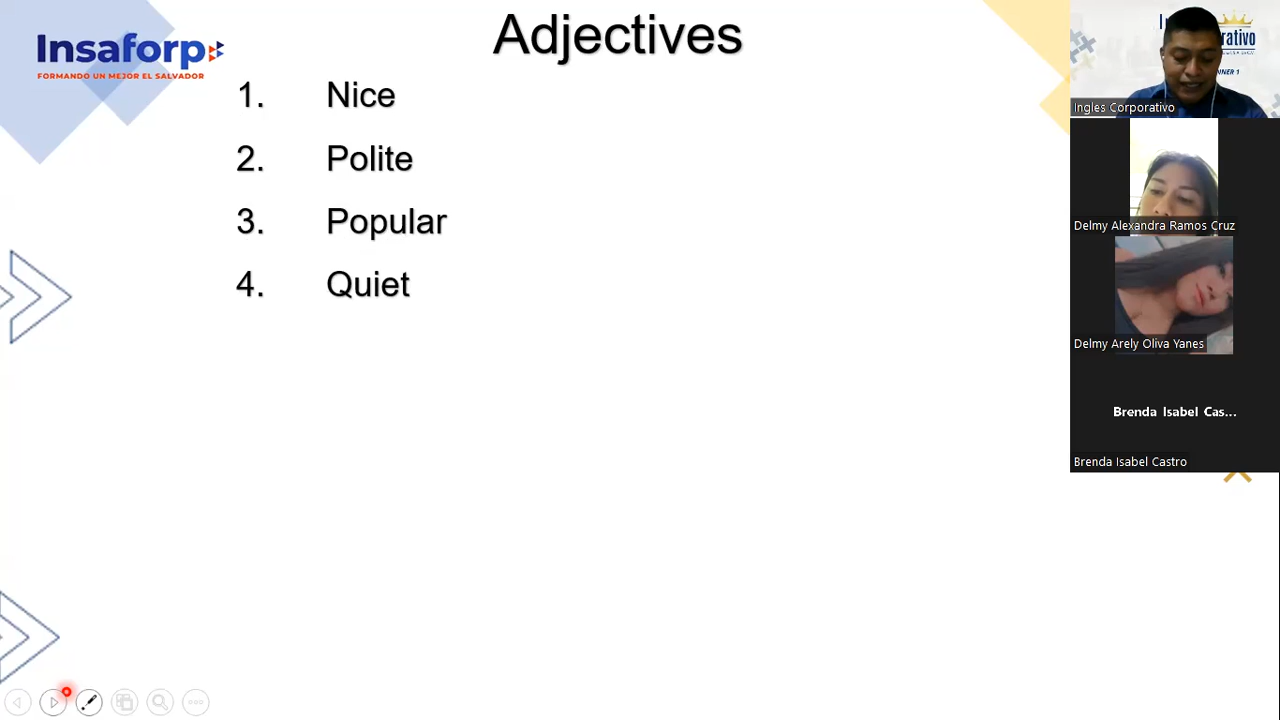 Adjectives
Insaforp
FORMANDO UN MEJOR EL SALVADOR
1. Nice
2. Polite
3. Popular
4. Quiet
Ingles Corporativo
Delmy Alexandra Ramos Cruz
Delmy Arely Oliva Yanes
Brenda Isabel Cas...
Brenda Isabel Castro